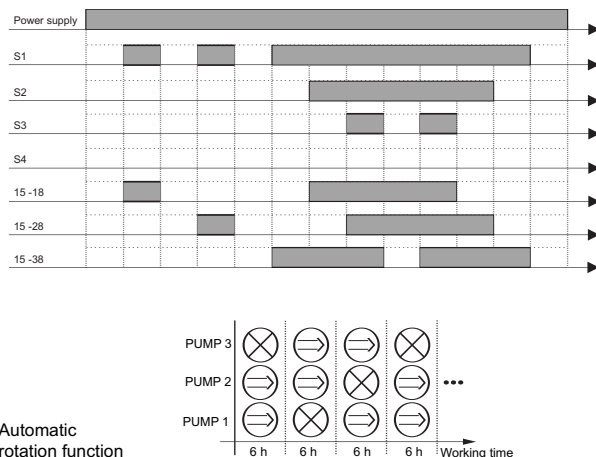 Power supply
S1
S2
S3
S4
15 -18
15 -28
15 -38
PUMP 3
PUMP 2
PUMP 1
...
Automatic
rotation function
6 h 6 h 6 h 6 h Working time